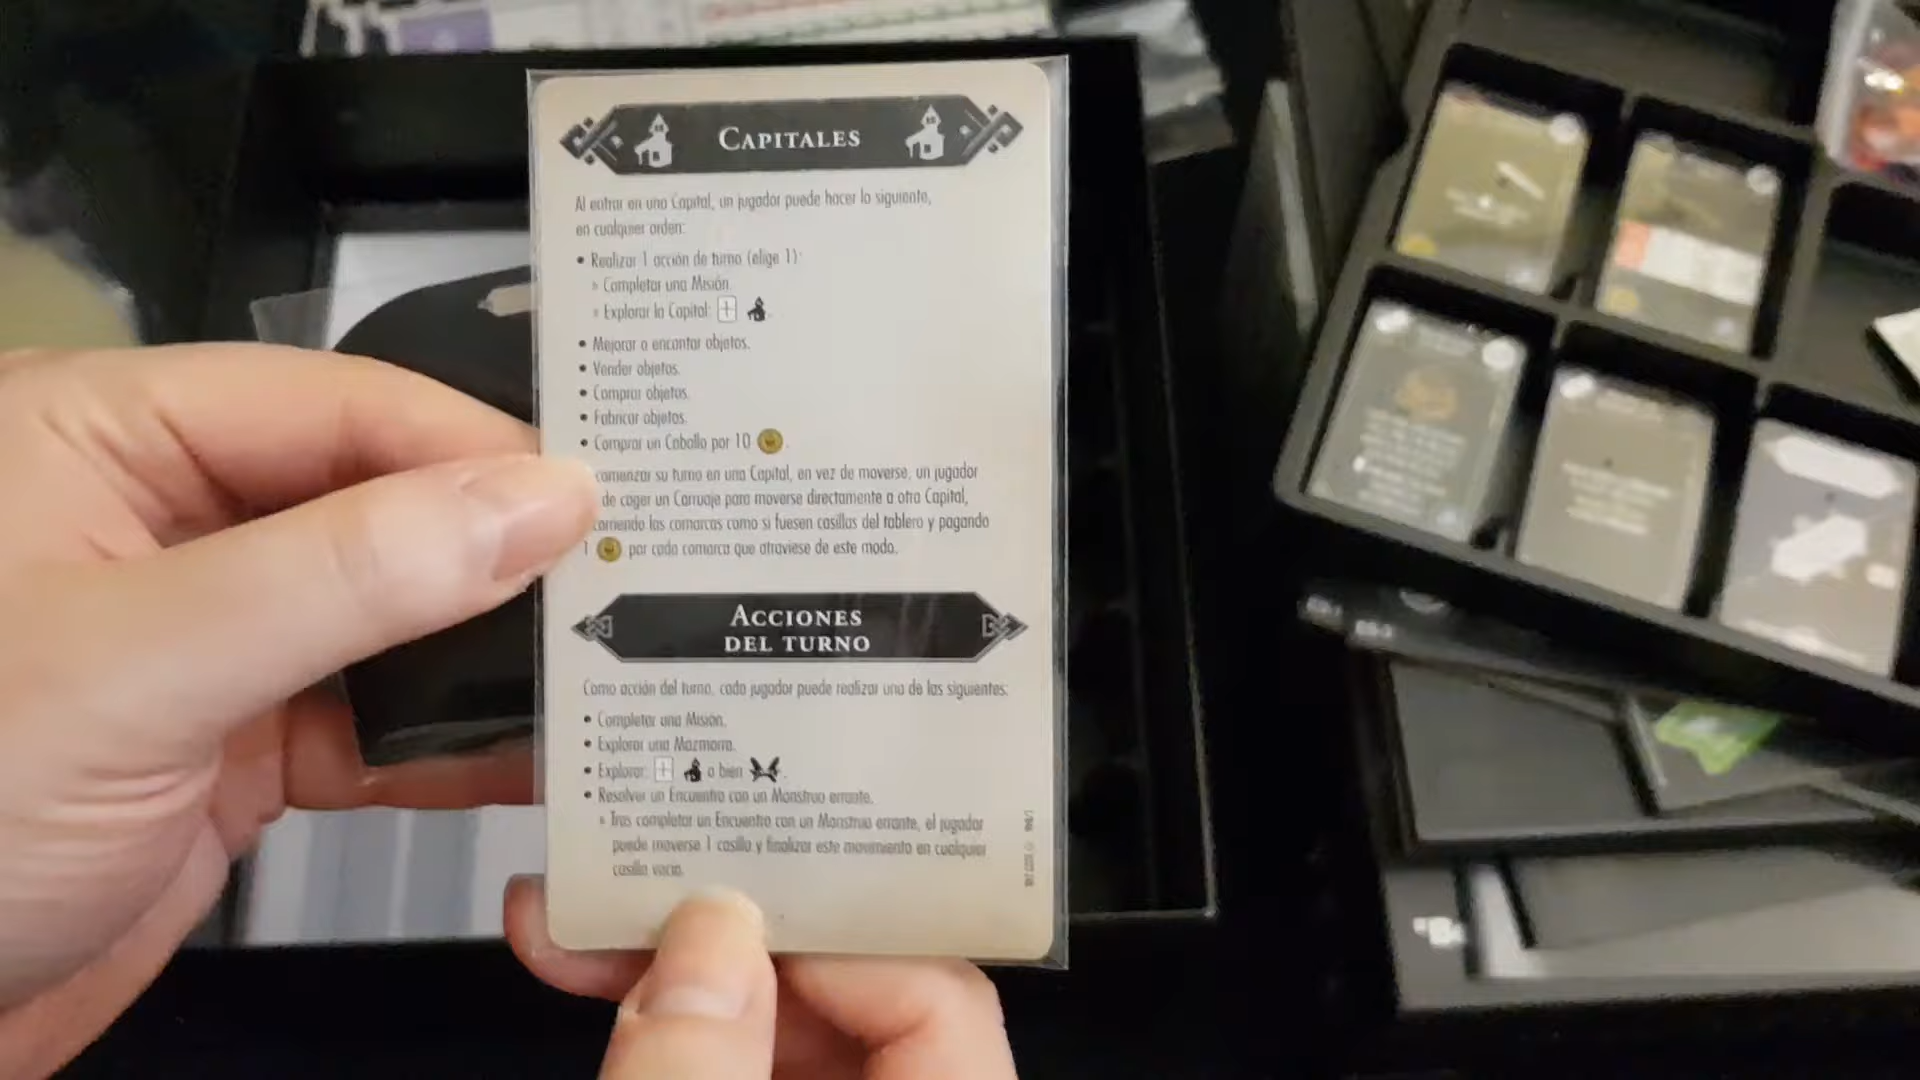 CAPITALES
Al entrar en una Capital, un jugador puede hacer lo siguiente,
en cualquier orden:
• Realizar 1 acción de turno (elige 1):
» Completar una Misión.
» Explorar la Capital:
• Mejorar o encantar objetos.
• Vender objetos.
• Comprar objetos.
• Fabricar objetos.
• Comprar un Caballo por 10 .
comenzar su turno en una Capital, en vez de moverse, un jugador
de coger un Carruaje para moverse directamente a otra Capital,
las comarcas como si fuesen casillas del tablero y pagando
1 por cada comarca que atraviese de este modo.
ACCIONES
DEL TURNO
Como acción del turno, cada jugador puede realizar una de las siguientes:
• Completar una Misión.
• Explorar una Mazmorra.
• Explorar: o bien .
• Resolver un Encuentro con un Monstruo errante.
» Tras completar un Encuentro con un Monstruo errante, el jugador
puede moverse 1 casilla y finalizar este movimiento en cualquier
casilla vacía.